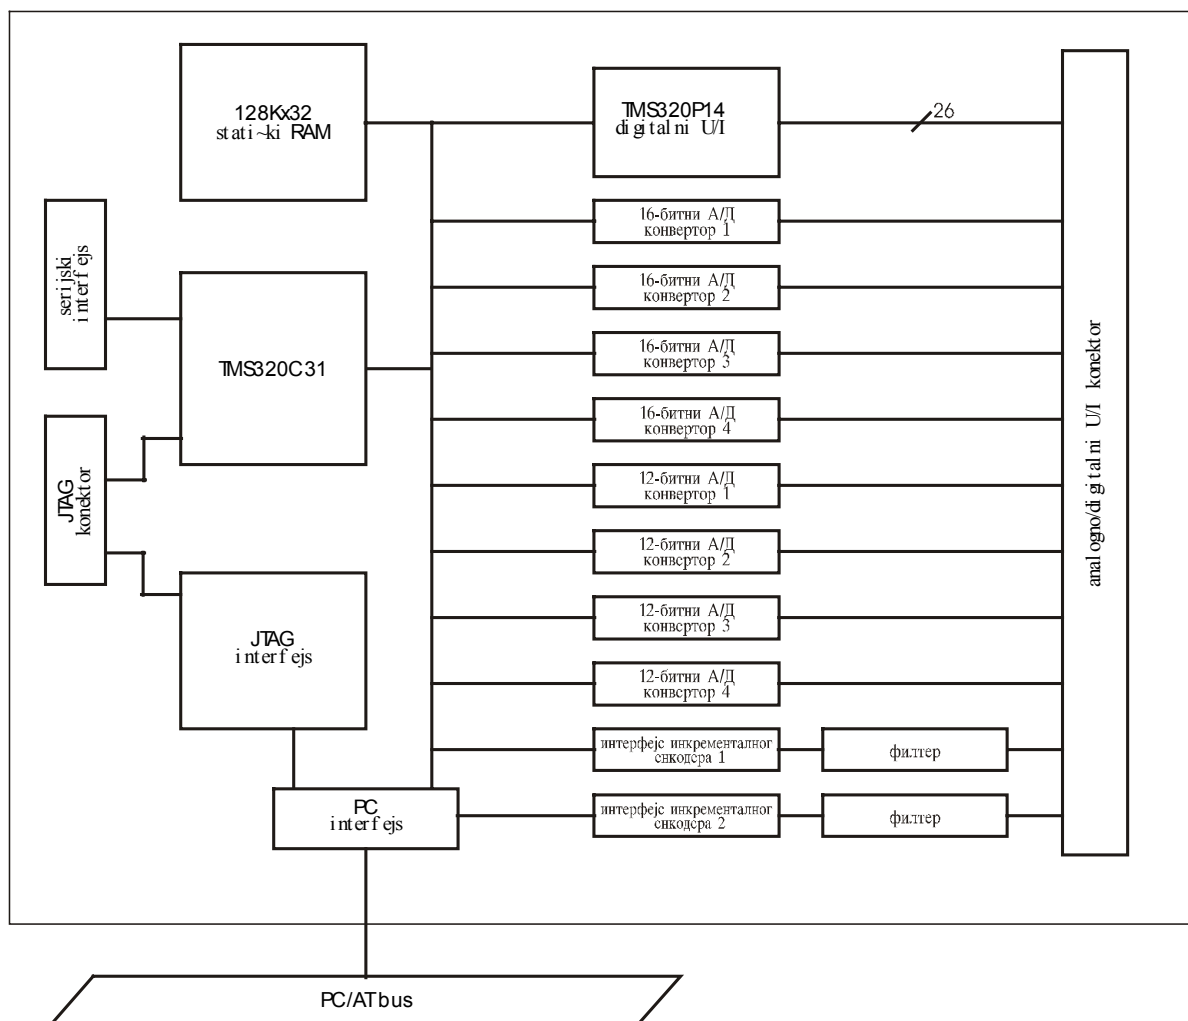 128Kx32
stati~ki RAM
TMS320P14
digitalni U/I
26
16-битни А/Д
конвертор 1
serijski
interfejs
16-битни А/Д
конвертор 2
TMS320C31
16-битни А/Д
конвертор 3
16-битни А/Д
конвертор 4
analogno/digitalni U/I konektor
JTAG
konektor
12-битни А/Д
конвертор 1
12-битни А/Д
конвертор 2
12-битни А/Д
конвертор 3
JTAG
interfejs
12-битни А/Д
конвертор 4
интерфејс инкременталног
енкодера 1
филтер
PC
interfejs
интерфејс инкременталног
енкодера 2
филтер
PC/AT bus